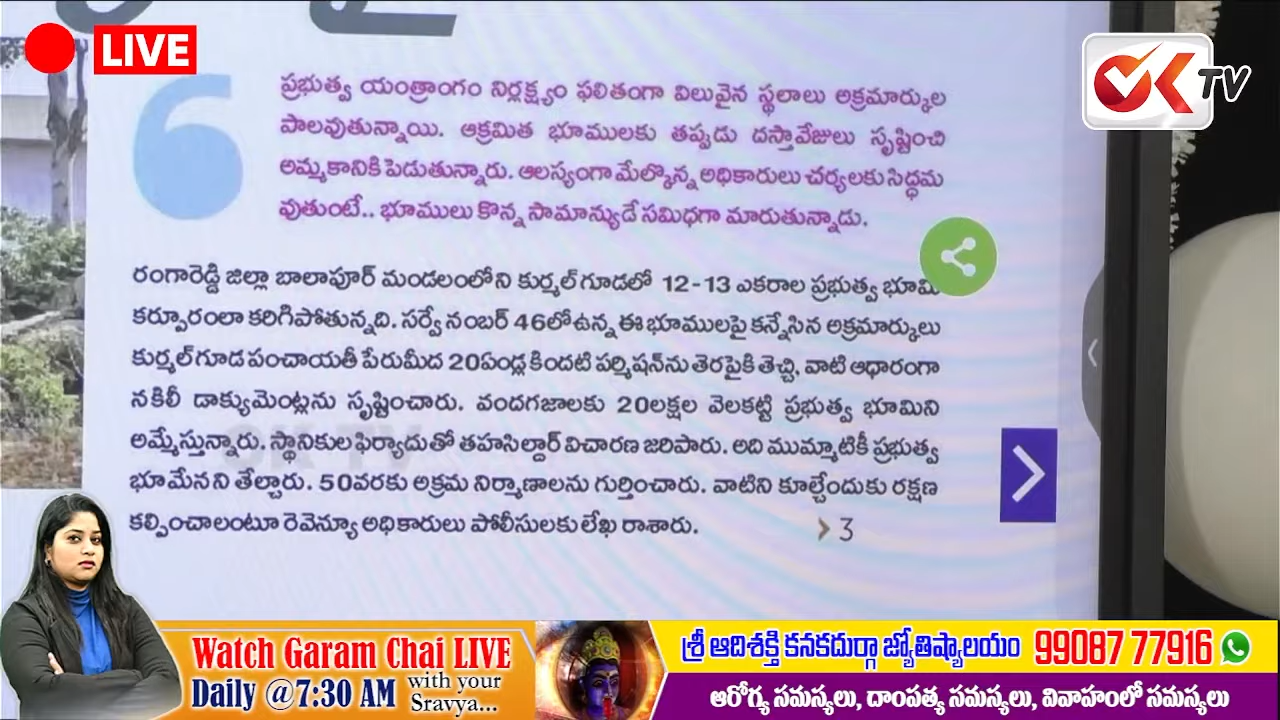 LIVE
OK TV
6
ప్రభుత్వ యంత్రాంగం నిర్లక్ష్యం ఫలితంగా విలువైన స్థలాలు అక్రమార్కుల
పాలవుతున్నాయి. ఆక్రమిత భూములకు తప్పుడు దస్తావేజులు సృష్టించి
అమ్మకానికి పెడుతున్నారు. ఆలస్యంగా మేల్కొన్న అధికారులు చర్యలకు సిద్ధమ
వుతుంటే.. భూములు కొన్న సామాన్యుడే సమిధగా మారుతున్నాడు.
రంగారెడ్డి జిల్లా బాలాపూర్ మండలంలోని కుర్మల్ గూడలో 12-13 ఎకరాల ప్రభుత్వ భూమి
కర్పూరంలా కరిగిపోతున్నది. సర్వే నంబర్ 46లో ఉన్న ఈ భూములపై కన్నేసిన అక్రమార్కులు
కుర్మల్ గూడ పంచాయతీ పేరుమీద 20ఏండ్ల కిందటి పర్మిషన్‌ను తెరపైకి తెచ్చి, వాటి ఆధారంగా
నకిలీ డాక్యుమెంట్లను సృష్టించారు. వందగజాలకు 20లక్షల వెలకట్టి ప్రభుత్వ భూమిని
అమ్మేస్తున్నారు. స్థానికుల ఫిర్యాదుతో తహసిల్దార్ విచారణ జరిపారు. అది ముమ్మాటికీ ప్రభుత్వ
భూమేనని తేల్చారు. 50వరకు అక్రమ నిర్మాణాలను గుర్తించారు. వాటిని కూల్చేందుకు రక్షణ
కల్పించాలంటూ రెవెన్యూ అధికారులు పోలీసులకు లేఖ రాశారు.
3
OK TV
Watch Garam Chai LIVE
Daily @7:30 AM with your Sravya...
శ్రీ ఆదిశక్తి కనకదుర్గా జ్యోతిష్యాలయం 99087 77916
ఆరోగ్య సమస్యలు, దాంపత్య సమస్యలు, వివాహంలో సమస్యలు